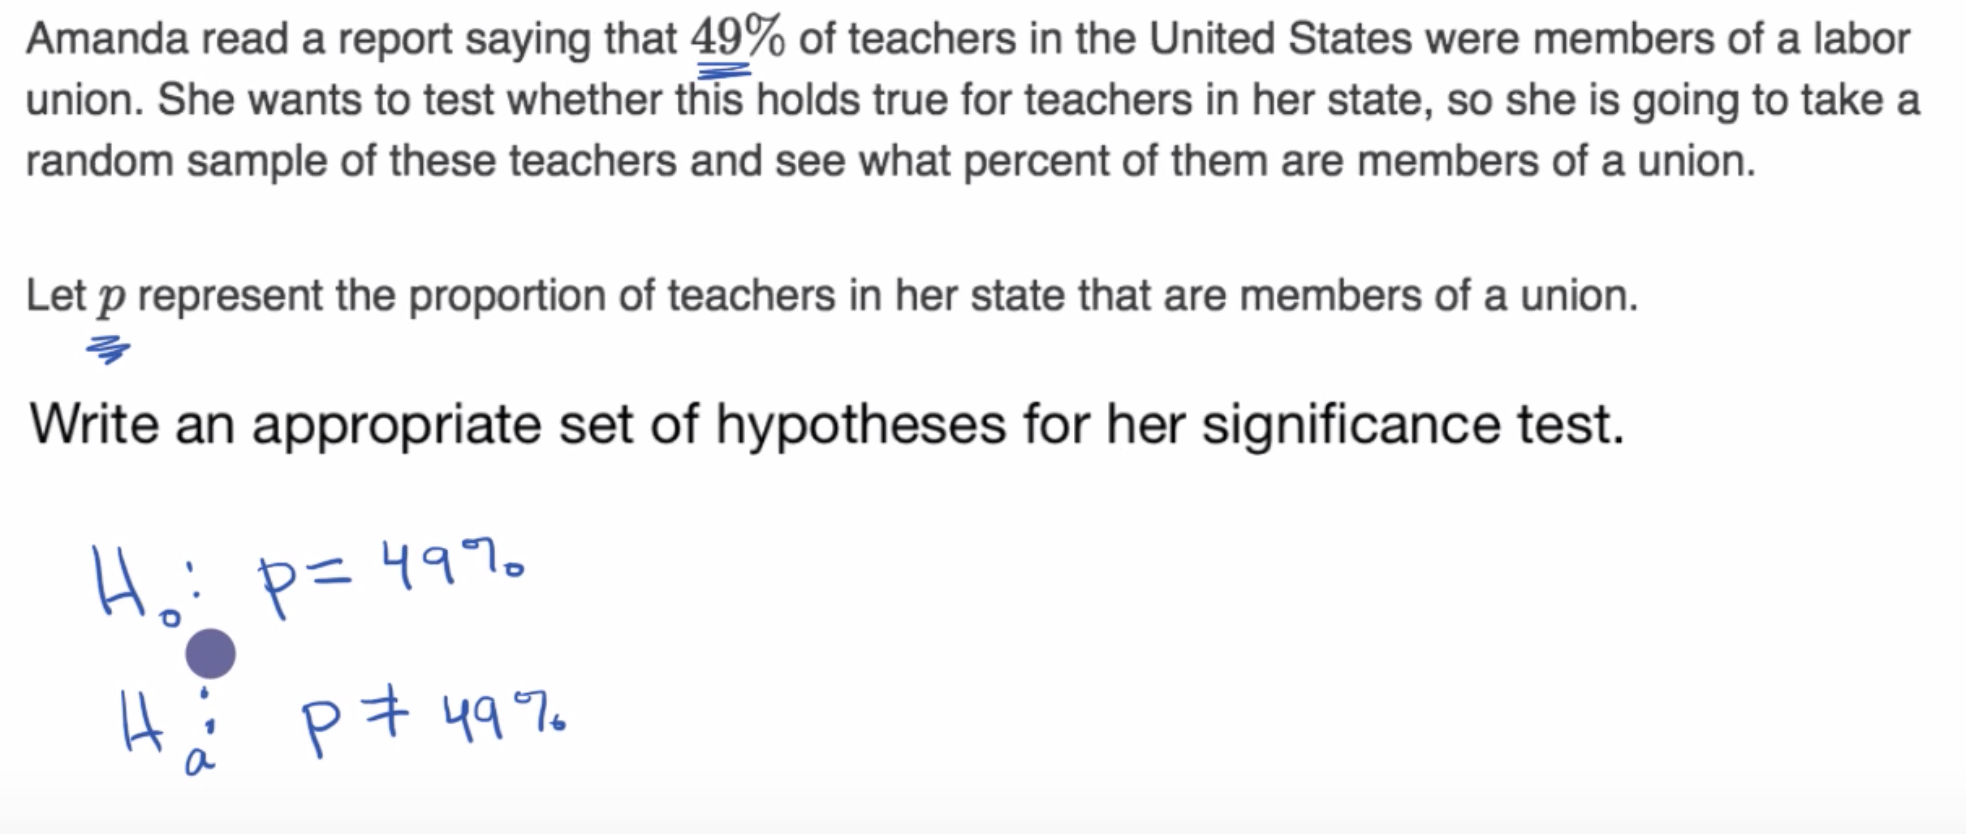 Amanda read a report saying that 49% of teachers in the United States were members of a labor
union. She wants to test whether this holds true for teachers in her state, so she is going to take a
random sample of these teachers and see what percent of them are members of a union.
Let p represent the proportion of teachers in her state that are members of a union.
Write an appropriate set of hypotheses for her significance test.
H₀: p = 49%
Hₐ: p ≠ 49%